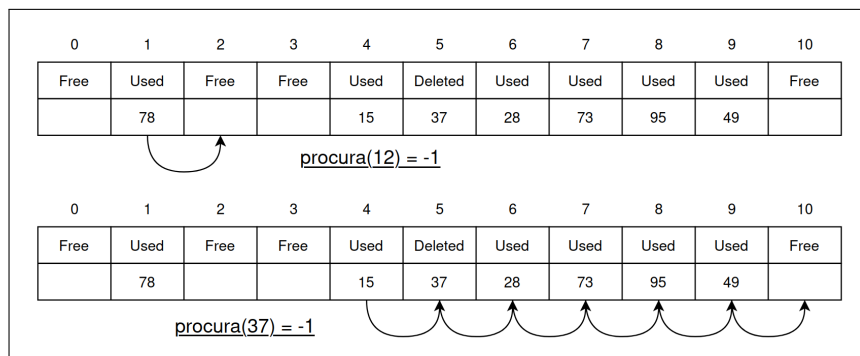 0 1 2 3 4 5 6 7 8 9 10
Free Used Free Free Used Deleted Used Used Used Used Free
78 15 37 28 73 95 49
procura(12) = -1
0 1 2 3 4 5 6 7 8 9 10
Free Used Free Free Used Deleted Used Used Used Used Free
78 15 37 28 73 95 49
procura(37) = -1